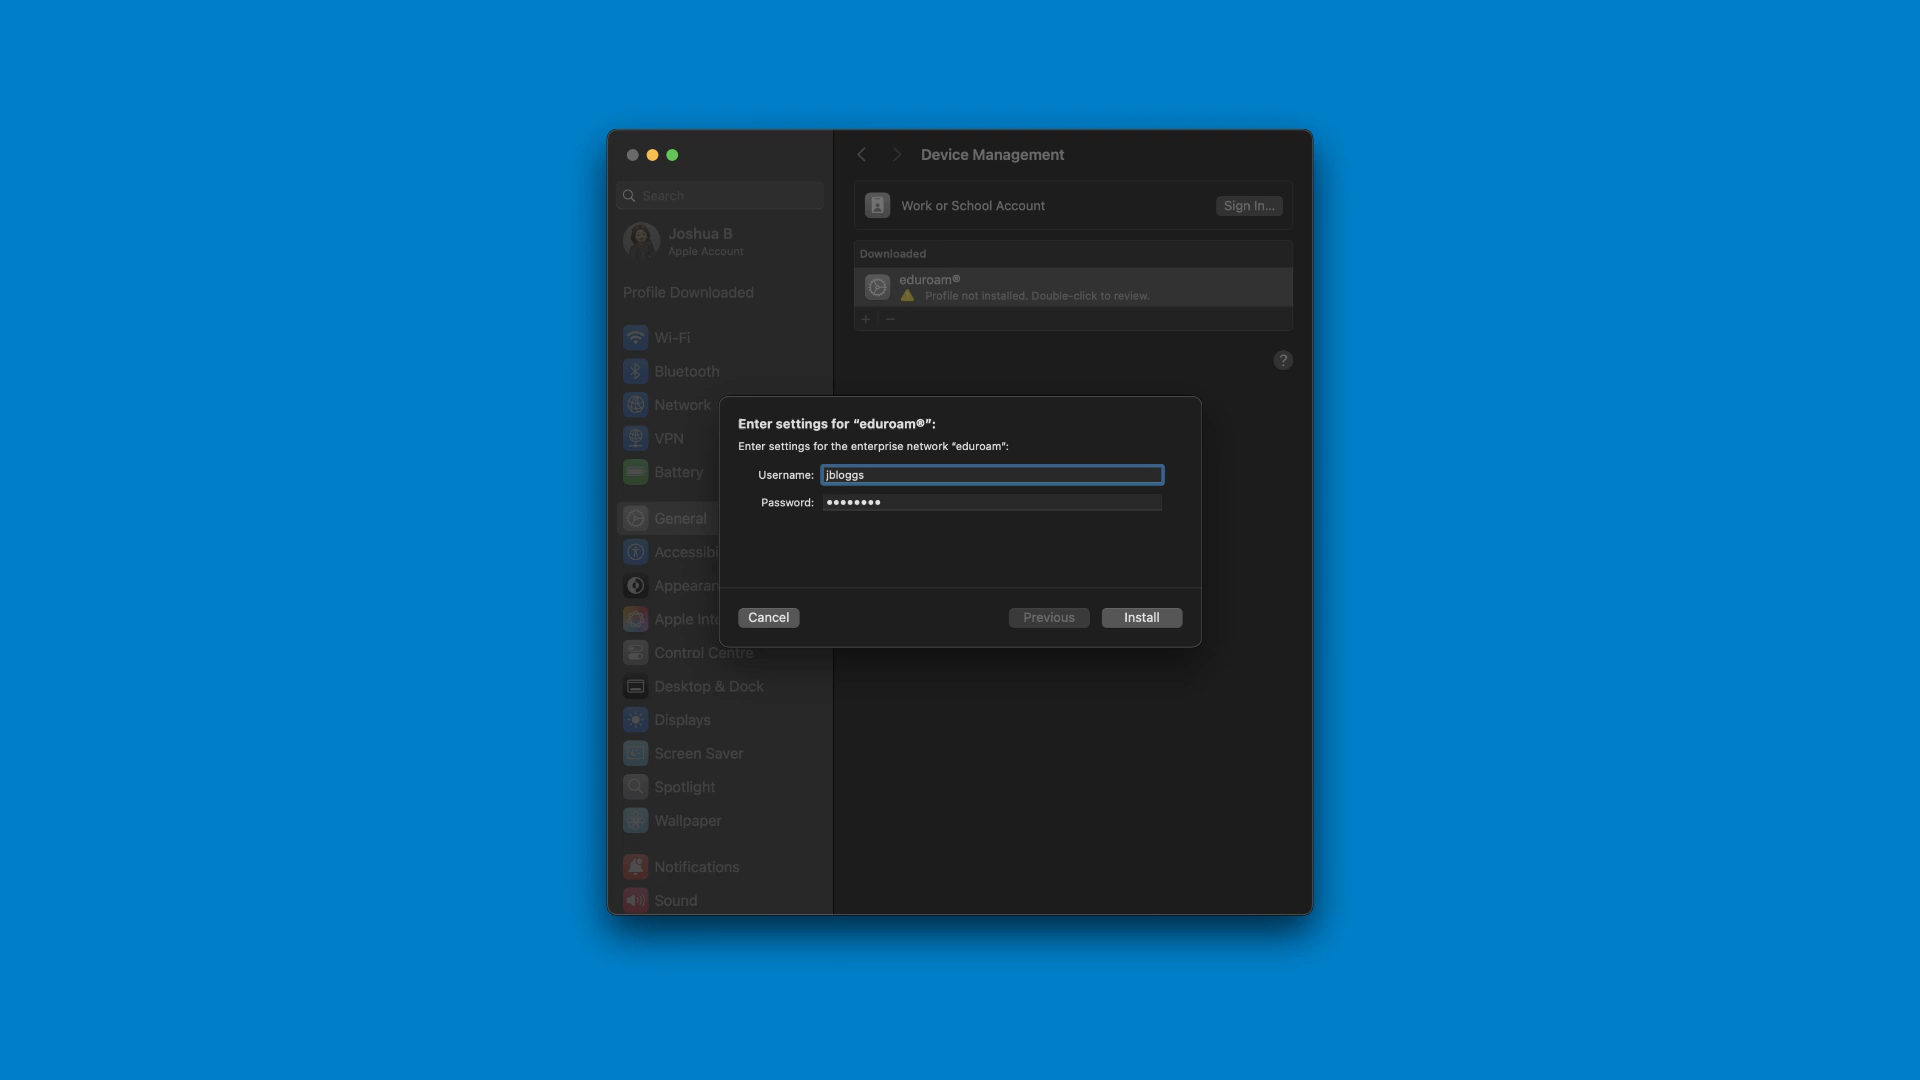 Search
Joshua B
Apple Account
Profile Downloaded
Wi-Fi
Bluetooth
Network
VPN
Battery
General
Accessibi
Appearan
Apple Inte
Control Centre
Desktop & Dock
Displays
Screen Saver
Spotlight
Wallpaper
Notifications
Sound
Device Management
Work or School Account
Sign In...
Downloaded
eduroam®
Profile not installed. Double-click to review.
+ −
?
Enter settings for “eduroam®”:
Enter settings for the enterprise network “eduroam”:
Username: jbloggs
Password: ••••••••
Cancel Previous Install